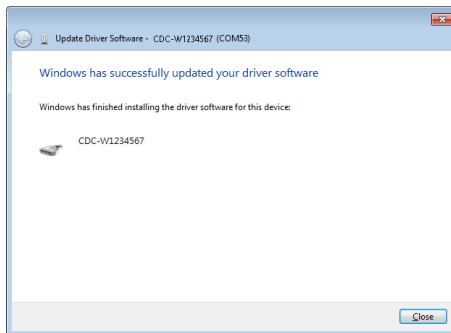 Update Driver Software - CDC-W1234567 (COM53)
Windows has successfully updated your driver software
Windows has finished installing the driver software for this device:
CDC-W1234567
Close